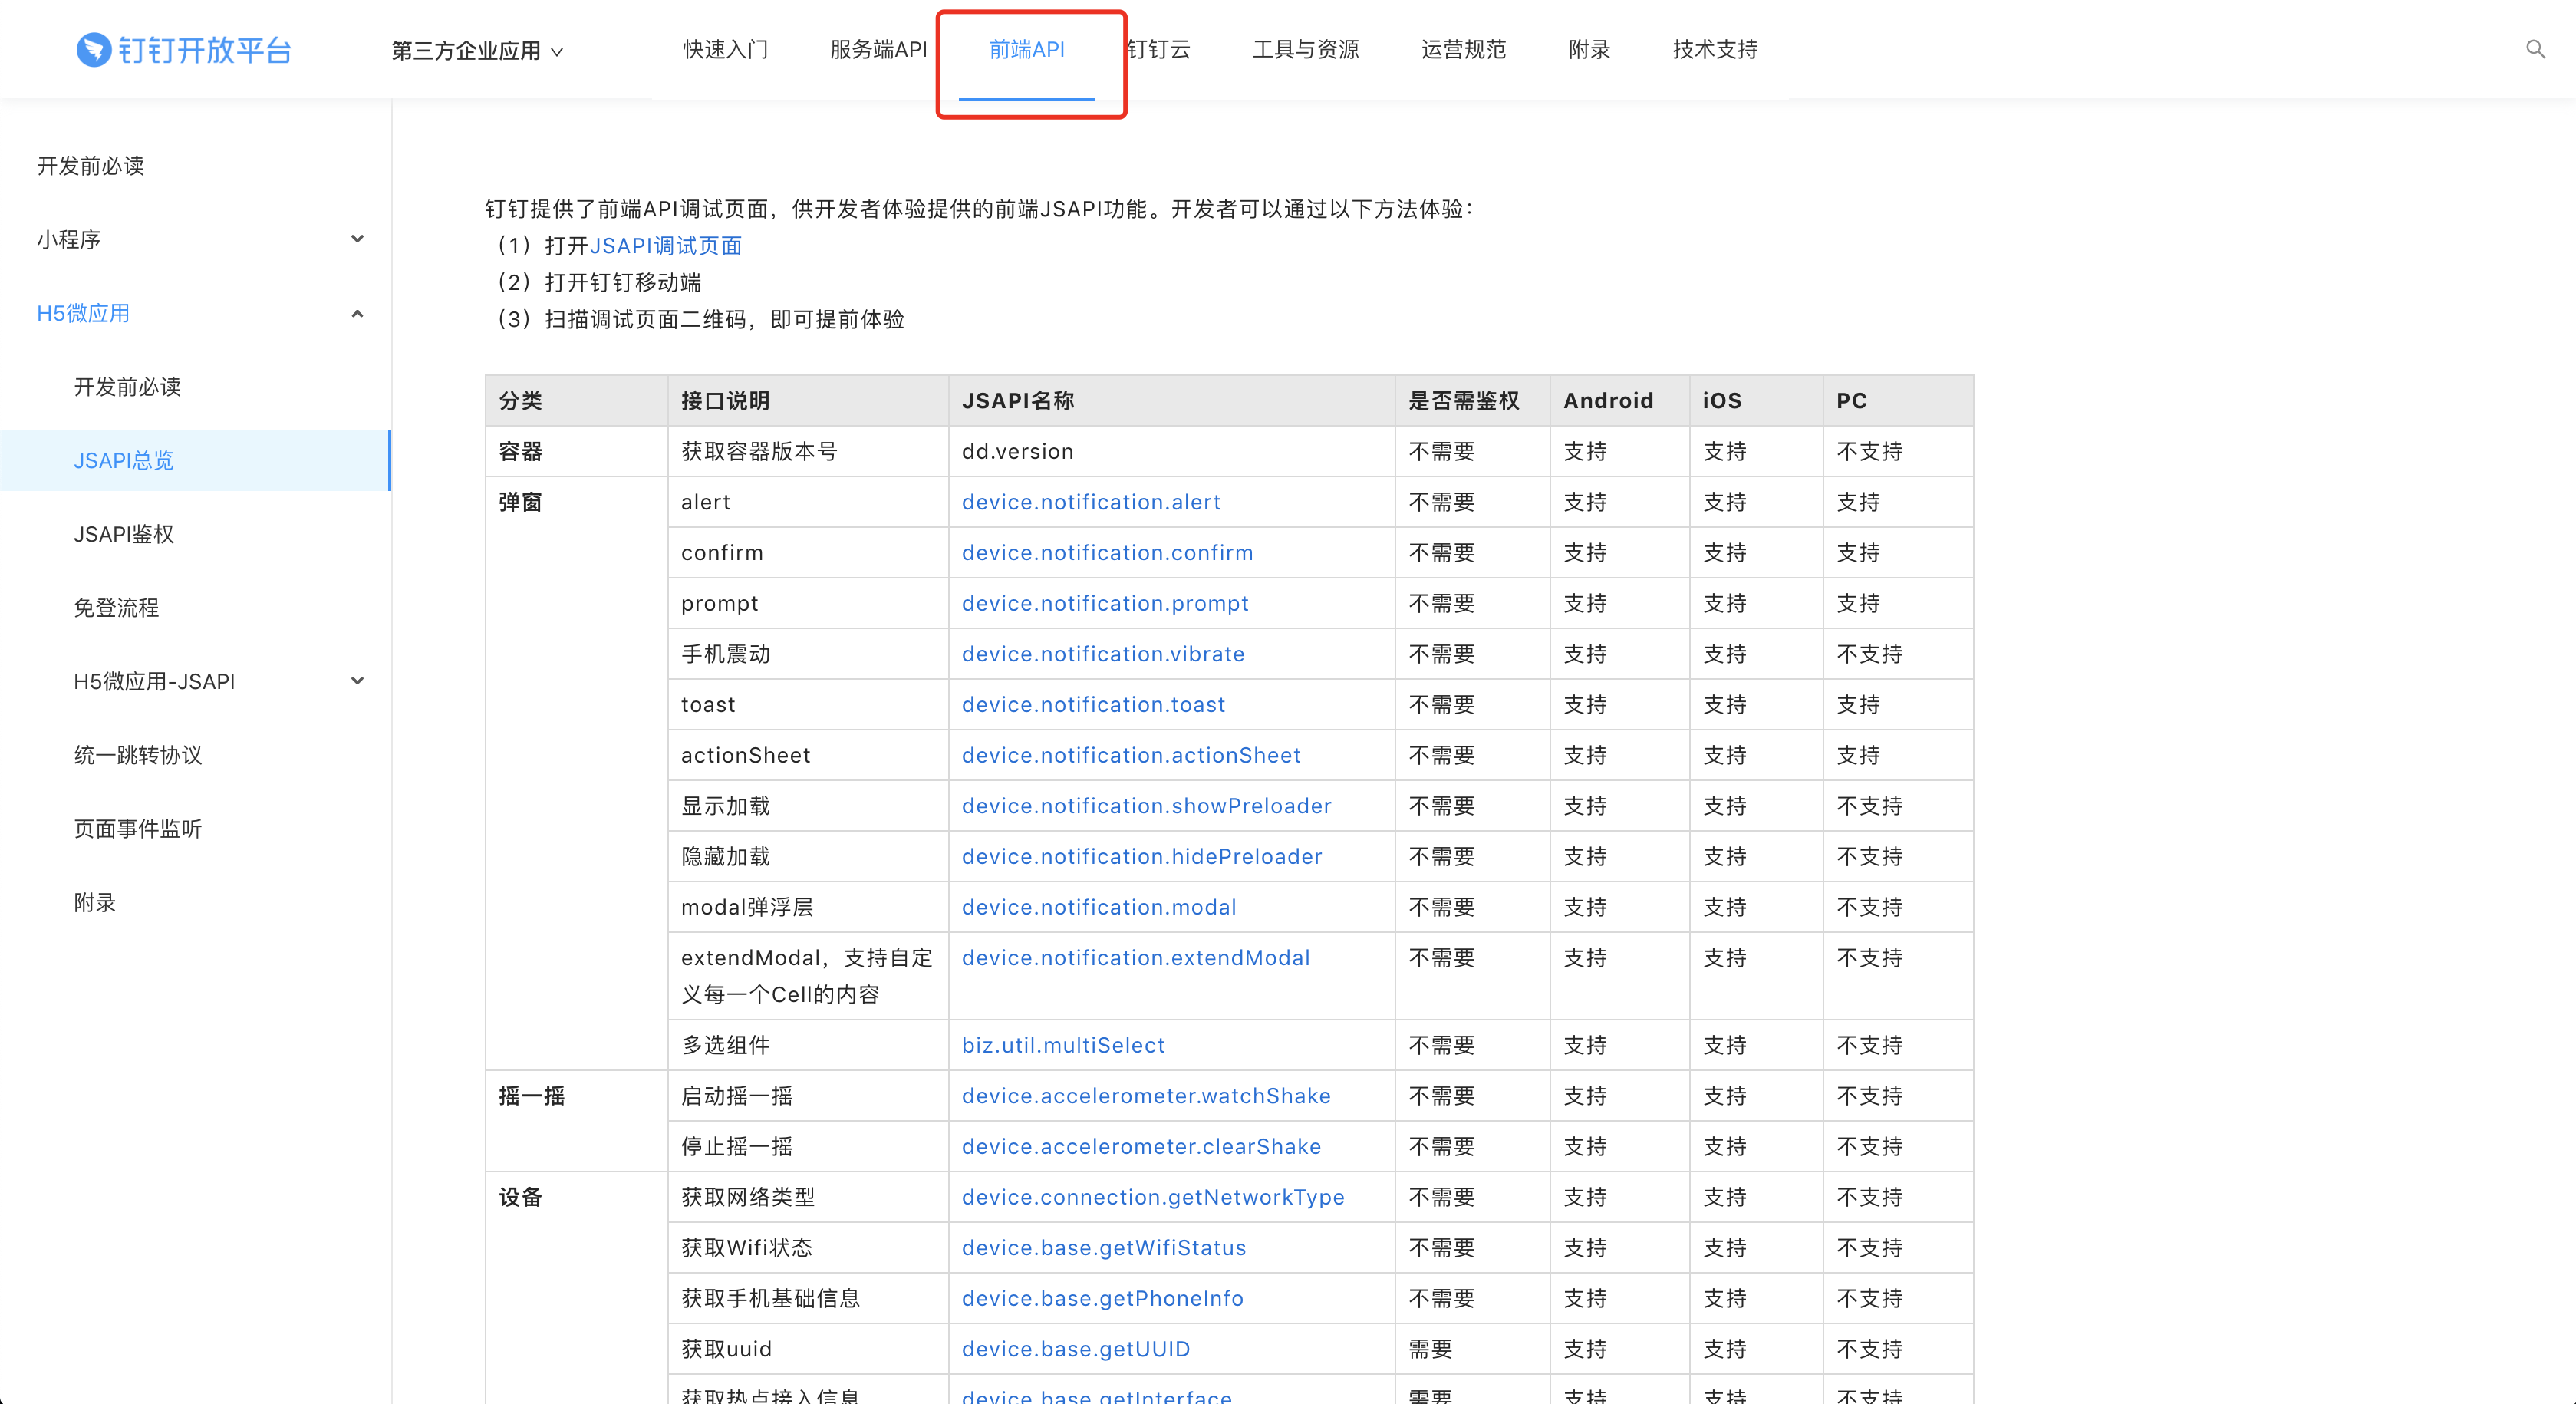 钉钉开放平台
第三方企业应用
快速入门
服务端API
前端API
钉钉云
工具与资源
运营规范
附录
技术支持
开发前必读
小程序
H5微应用
开发前必读
JSAPI总览
JSAPI鉴权
免登流程
H5微应用-JSAPI
统一跳转协议
页面事件监听
附录
钉钉提供了前端API调试页面，供开发者体验提供的前端JSAPI功能。开发者可以通过以下方法体验：
（1）打开JSAPI调试页面
（2）打开钉钉移动端
（3）扫描调试页面二维码，即可提前体验
分类 接口说明 JSAPI名称 是否需鉴权 Android iOS PC
容器 获取容器版本号 dd.version 不需要 支持 支持 不支持
弹窗 alert device.notification.alert 不需要 支持 支持 支持
confirm device.notification.confirm 不需要 支持 支持 支持
prompt device.notification.prompt 不需要 支持 支持 支持
手机震动 device.notification.vibrate 不需要 支持 支持 不支持
toast device.notification.toast 不需要 支持 支持 支持
actionSheet device.notification.actionSheet 不需要 支持 支持 支持
显示加载 device.notification.showPreloader 不需要 支持 支持 不支持
隐藏加载 device.notification.hidePreloader 不需要 支持 支持 不支持
modal弹浮层 device.notification.modal 不需要 支持 支持 不支持
extendModal，支持自定 device.notification.extendModal 不需要 支持 支持 不支持
义每一个Cell的内容
多选组件 biz.util.multiSelect 不需要 支持 支持 不支持
摇一摇 启动摇一摇 device.accelerometer.watchShake 不需要 支持 支持 不支持
停止摇一摇 device.accelerometer.clearShake 不需要 支持 支持 不支持
设备 获取网络类型 device.connection.getNetworkType 不需要 支持 支持 不支持
获取Wifi状态 device.base.getWifiStatus 不需要 支持 支持 不支持
获取手机基础信息 device.base.getPhoneInfo 不需要 支持 支持 不支持
获取uuid device.base.getUUID 需要 支持 支持 不支持
获取热点接入信息 device.base.getInterface 需要 支持 支持 不支持